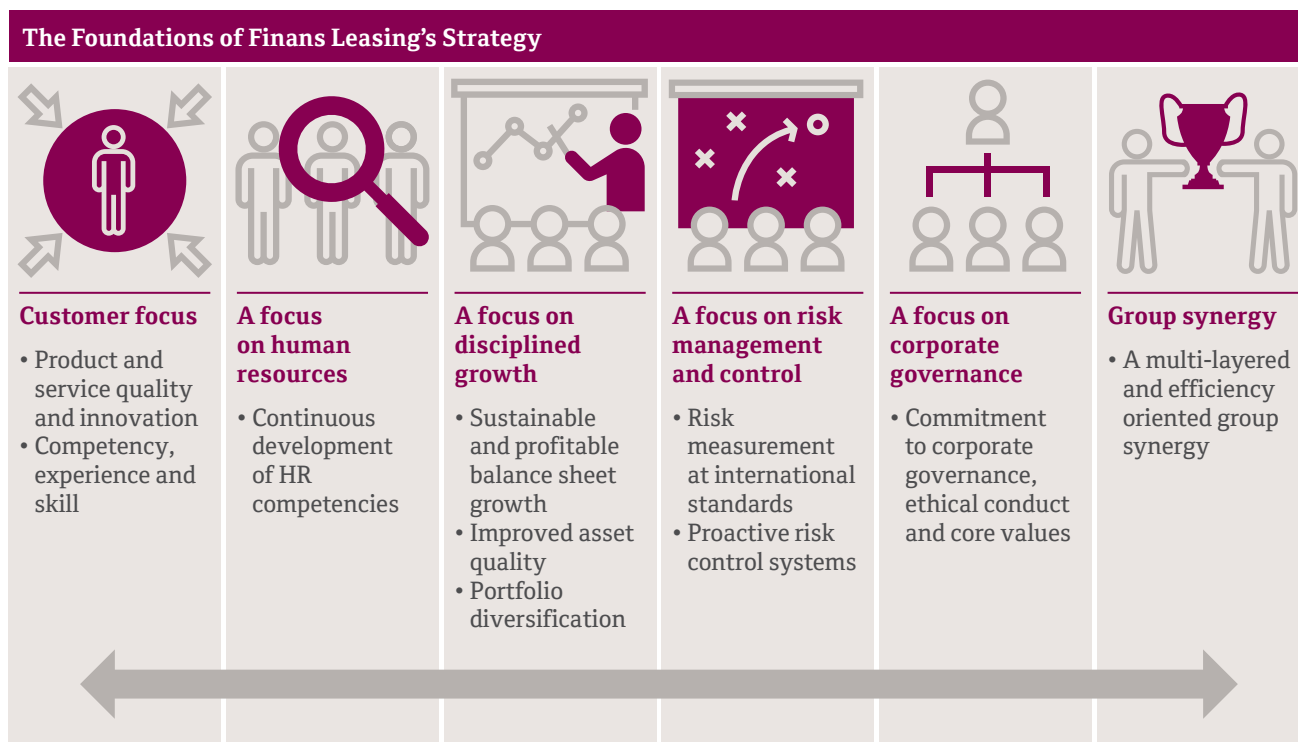 The Foundations of Finans Leasing’s Strategy
Customer focus
• Product and
service quality
and innovation
• Competency,
experience and
skill
A focus
on human
resources
• Continuous
development
of HR
competencies
A focus on
disciplined
growth
• Sustainable
and profitable
balance sheet
growth
• Improved asset
quality
• Portfolio
diversification
A focus on risk
management
and control
• Risk
measurement
at international
standards
• Proactive risk
control systems
A focus on
corporate
governance
• Commitment
to corporate
governance,
ethical conduct
and core values
Group synergy
• A multi-layered
and efficiency
oriented group
synergy